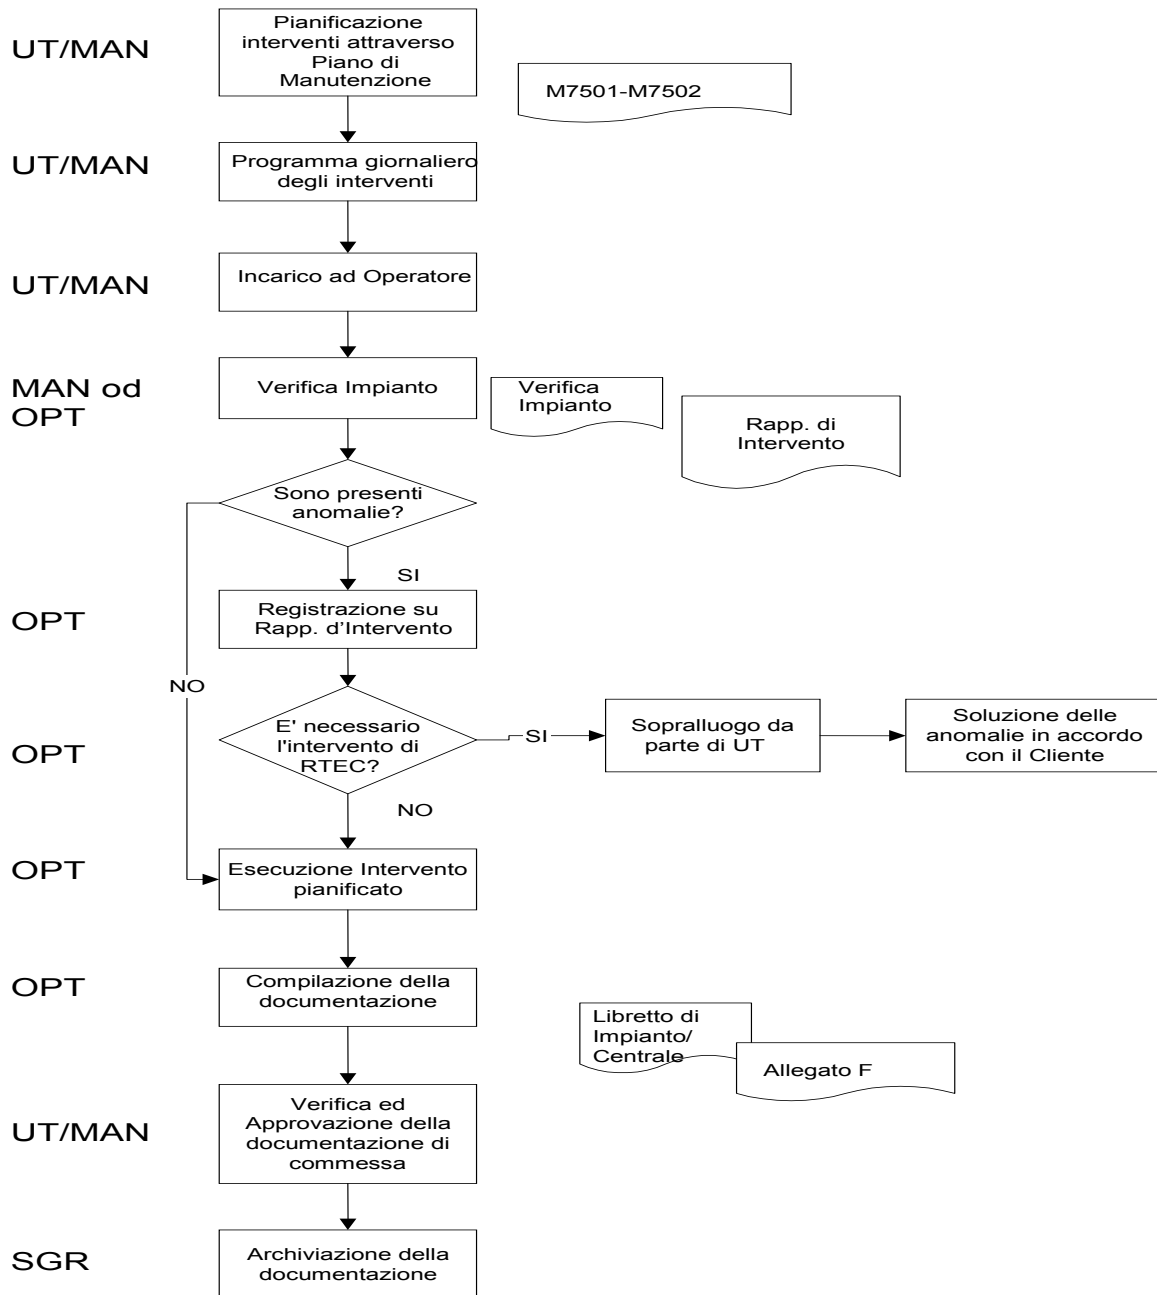 UT/MAN
Pianificazione
interventi attraverso
Piano di
Manutenzione
M7501-M7502
UT/MAN
Programma giornaliero
degli interventi
UT/MAN
Incarico ad Operatore
MAN od
OPT
Verifica Impianto
Verifica
Impianto
Rapp. di
Intervento
Sono presenti
anomalie?
SI
OPT
Registrazione su
Rapp. d'Intervento
NO
OPT
E' necessario
l'intervento di
RTEC?
SI
Sopralluogo da
parte di UT
Soluzione delle
anomalie in accordo
con il Cliente
NO
OPT
Esecuzione Intervento
pianificato
OPT
Compilazione della
documentazione
Libretto di
Impianto/
Centrale
Allegato F
UT/MAN
Verifica ed
Approvazione della
documentazione di
commessa
SGR
Archiviazione della
documentazione